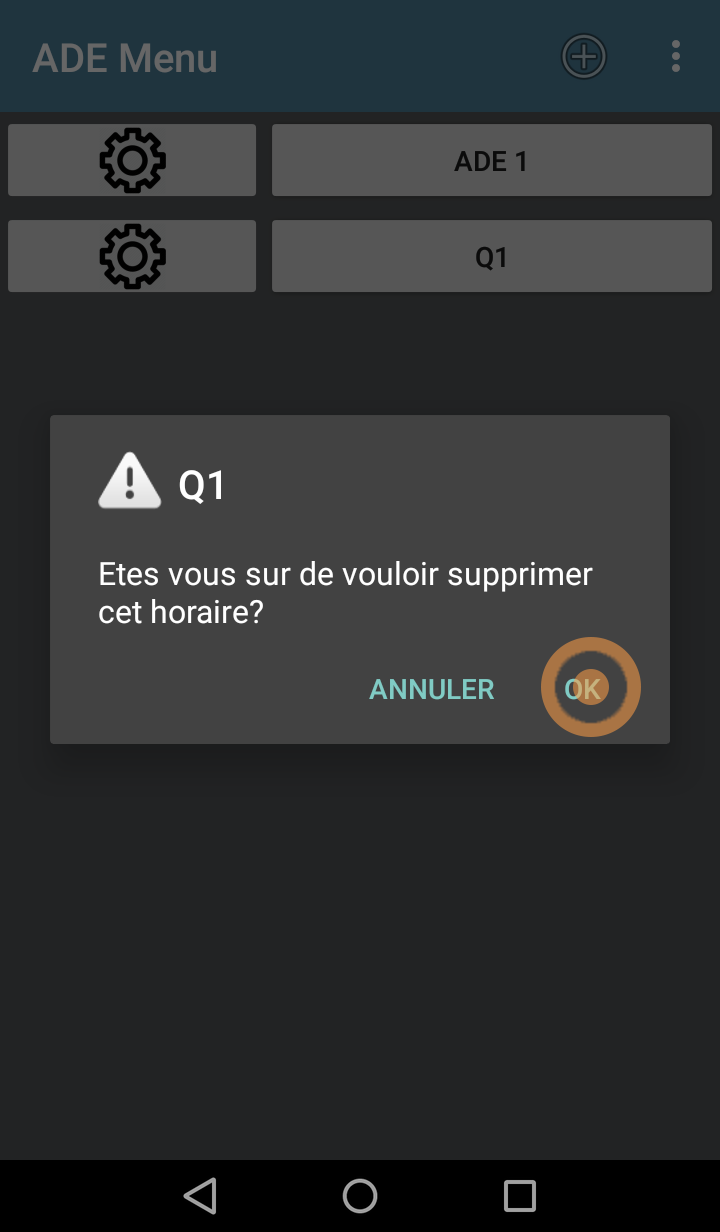 ADE Menu
ADE 1
Q1
Q1
Etes vous sur de vouloir supprimer
cet horaire?
ANNULER OK